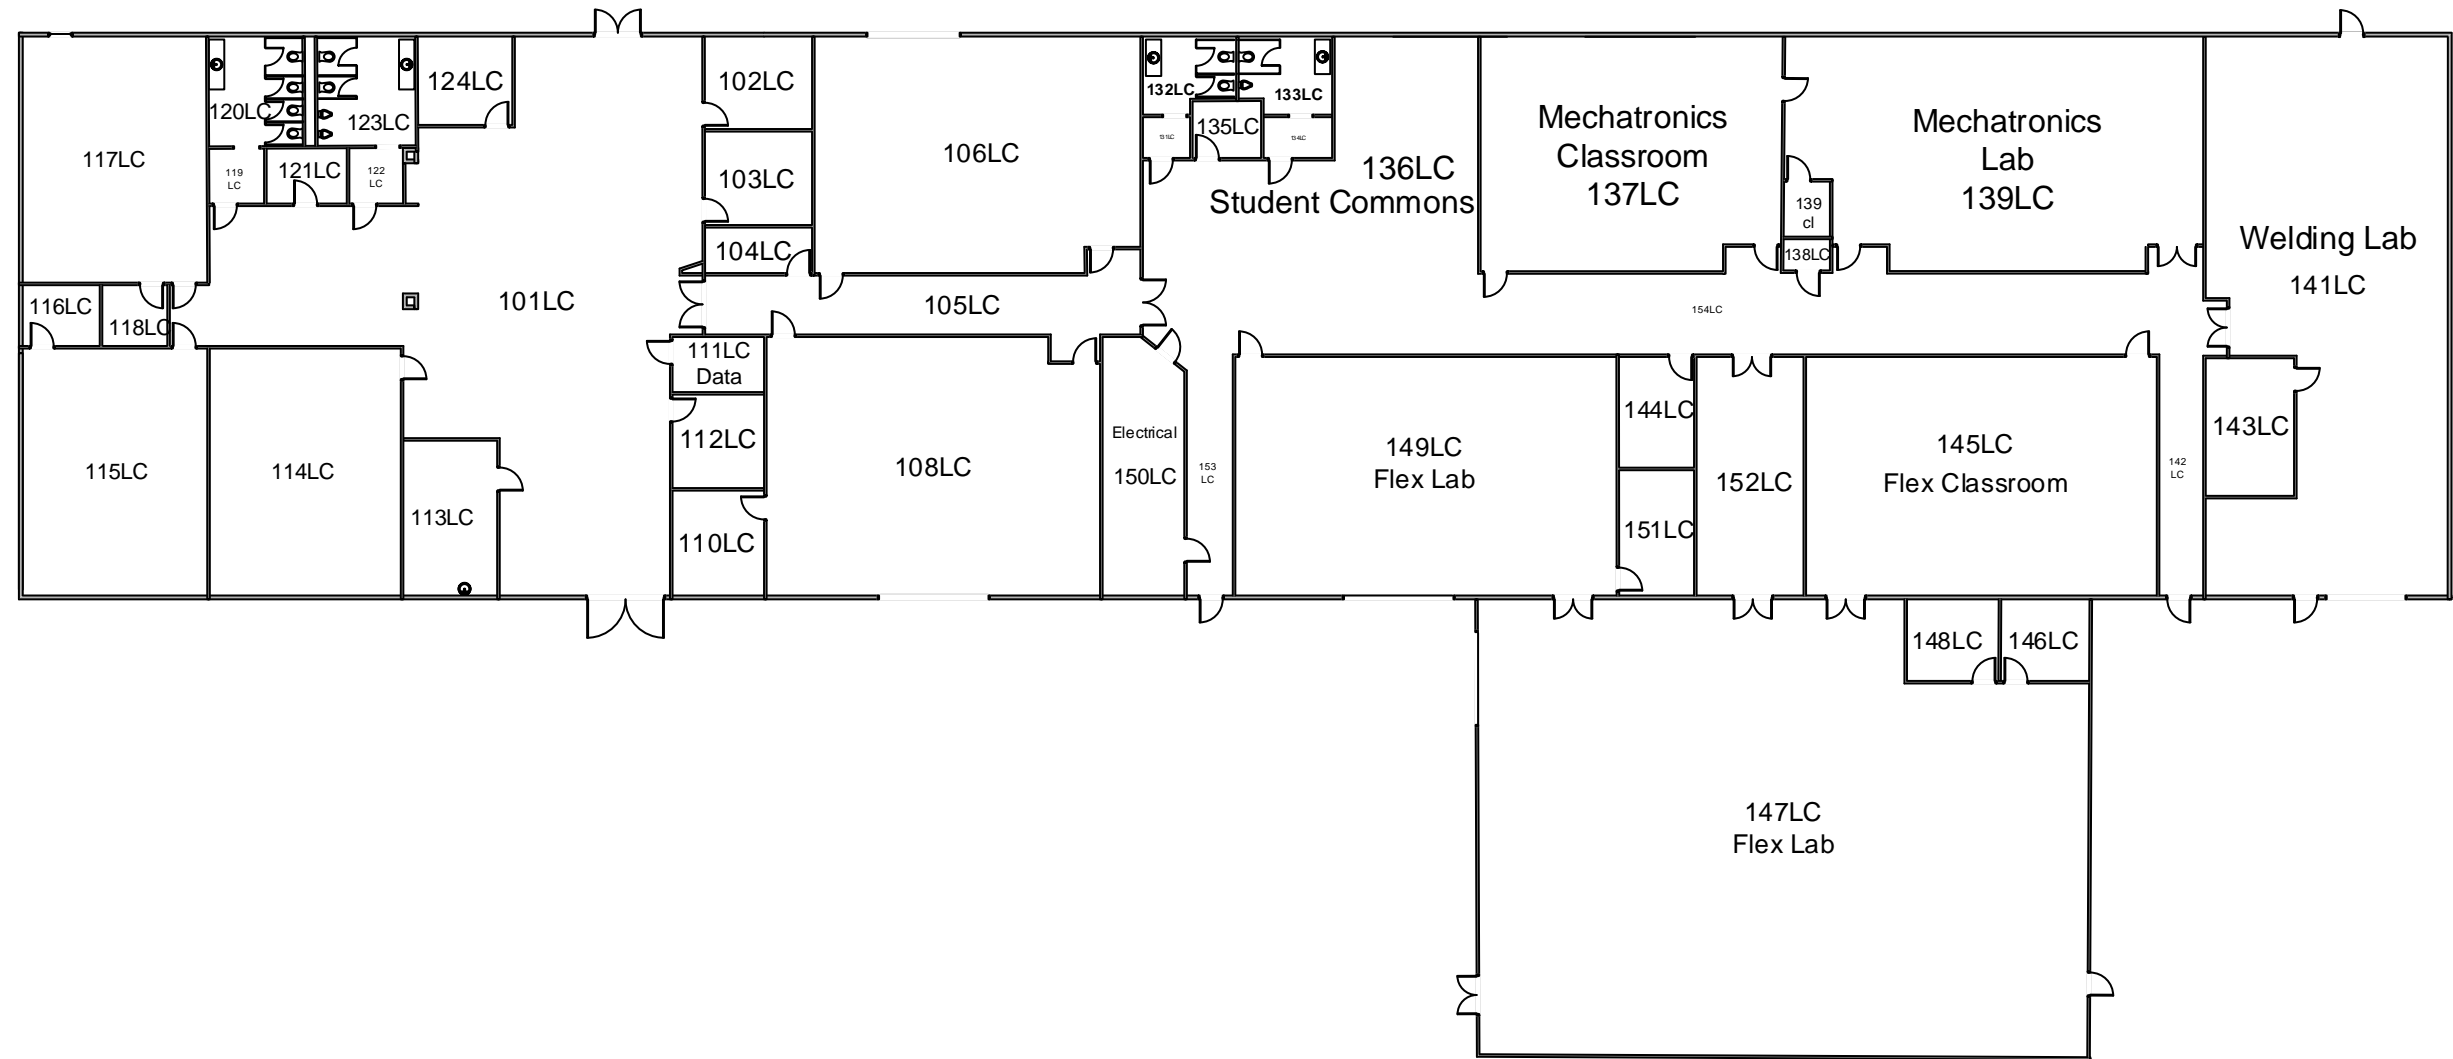 117LC
120LC
119
LC
121LC
123LC
122
LC
124LC
116LC
118LC
101LC
115LC
114LC
113LC
102LC
103LC
104LC
106LC
105LC
111LC
Data
112LC
110LC
108LC
132LC
131LC
135LC
133LC
134LC
136LC
Student Commons
Mechatronics
Classroom
137LC
Mechatronics
Lab
139LC
139
cl
138LC
Welding Lab
141LC
154LC
Electrical
150LC
153
LC
149LC
Flex Lab
144LC
151LC
152LC
145LC
Flex Classroom
142
LC
143LC
148LC
146LC
147LC
Flex Lab